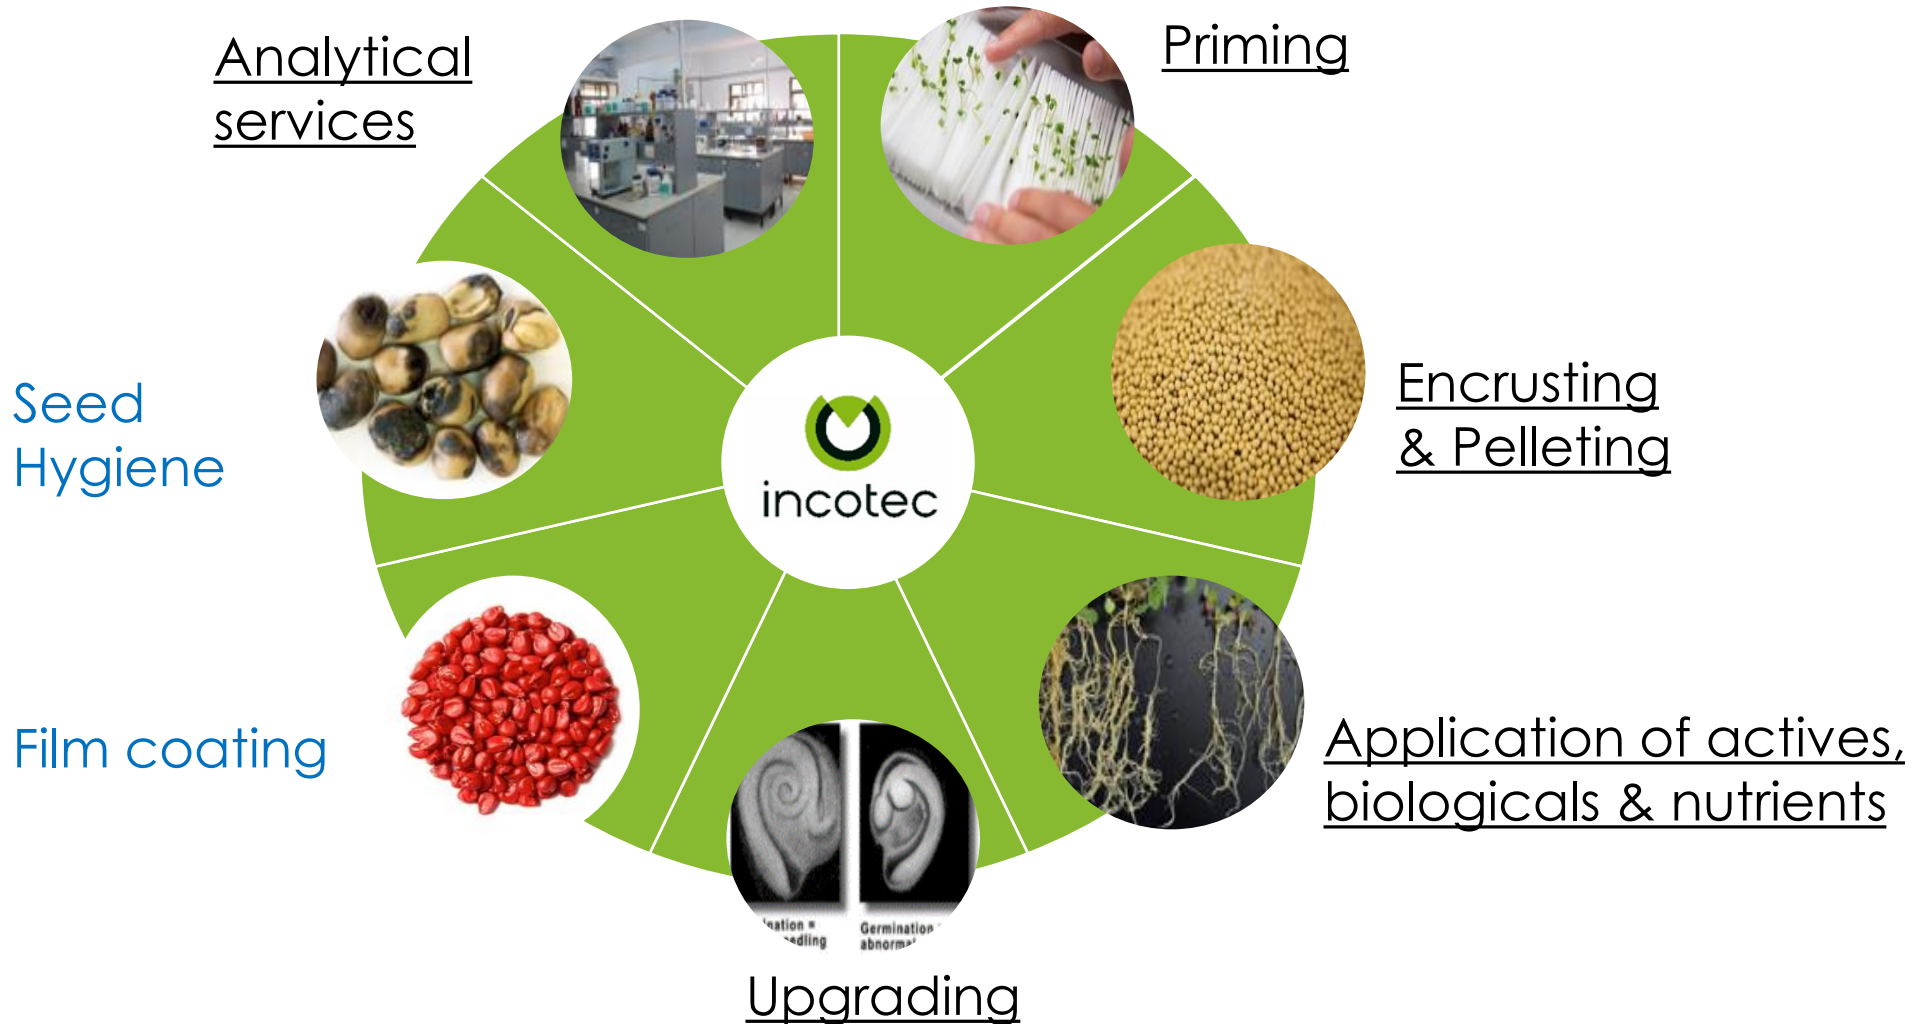 Analytical
services
Priming
Seed
Hygiene
Encrusting
& Pelleting
incotec
Film coating
Application of actives,
biologicals & nutrients
Germination
Upgrading